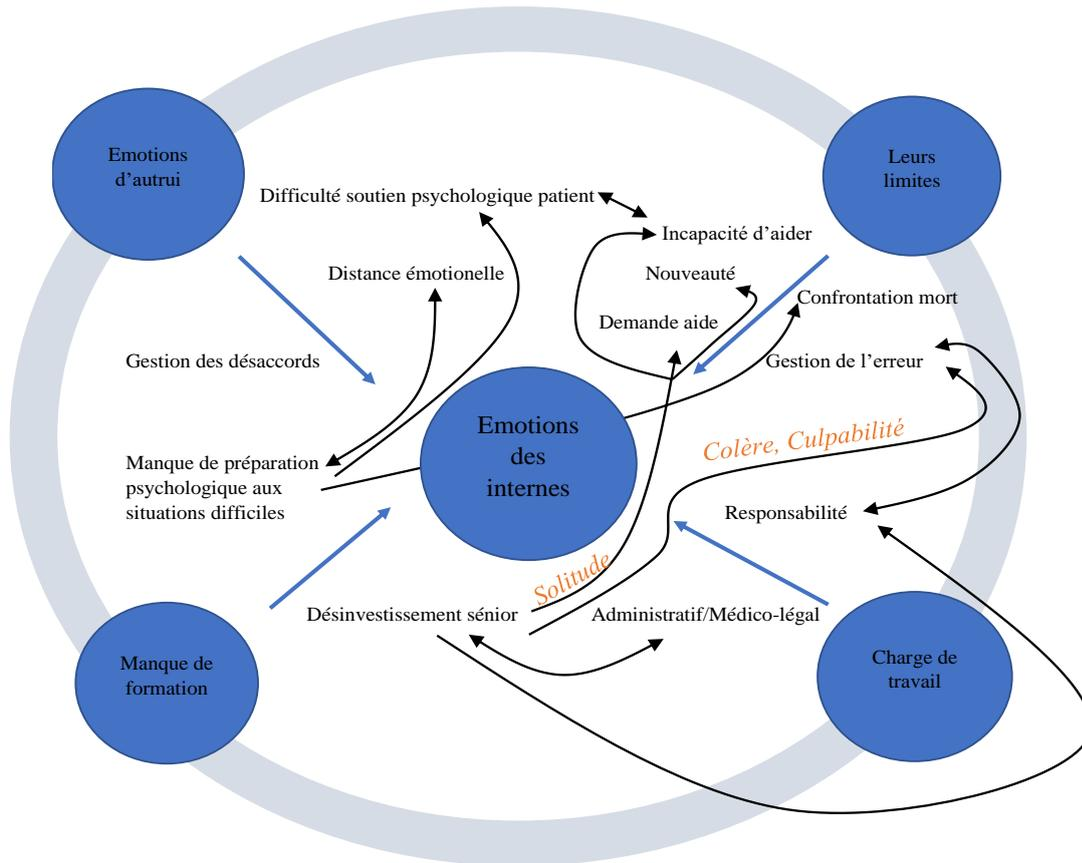 Emotions
d’autrui
Leurs
limites
Difficulté soutien psychologique patient
Incapacité d’aider
Distance émotionelle
Nouveauté
Confrontation mort
Demande aide
Gestion des désaccords
Gestion de l’erreur
Emotions
des
internes
Colère, Culpabilité
Manque de préparation
psychologique aux
situations difficiles
Responsabilité
Solitude
Désinvestissement sénior
Administratif/Médico-légal
Manque de
formation
Charge de
travail